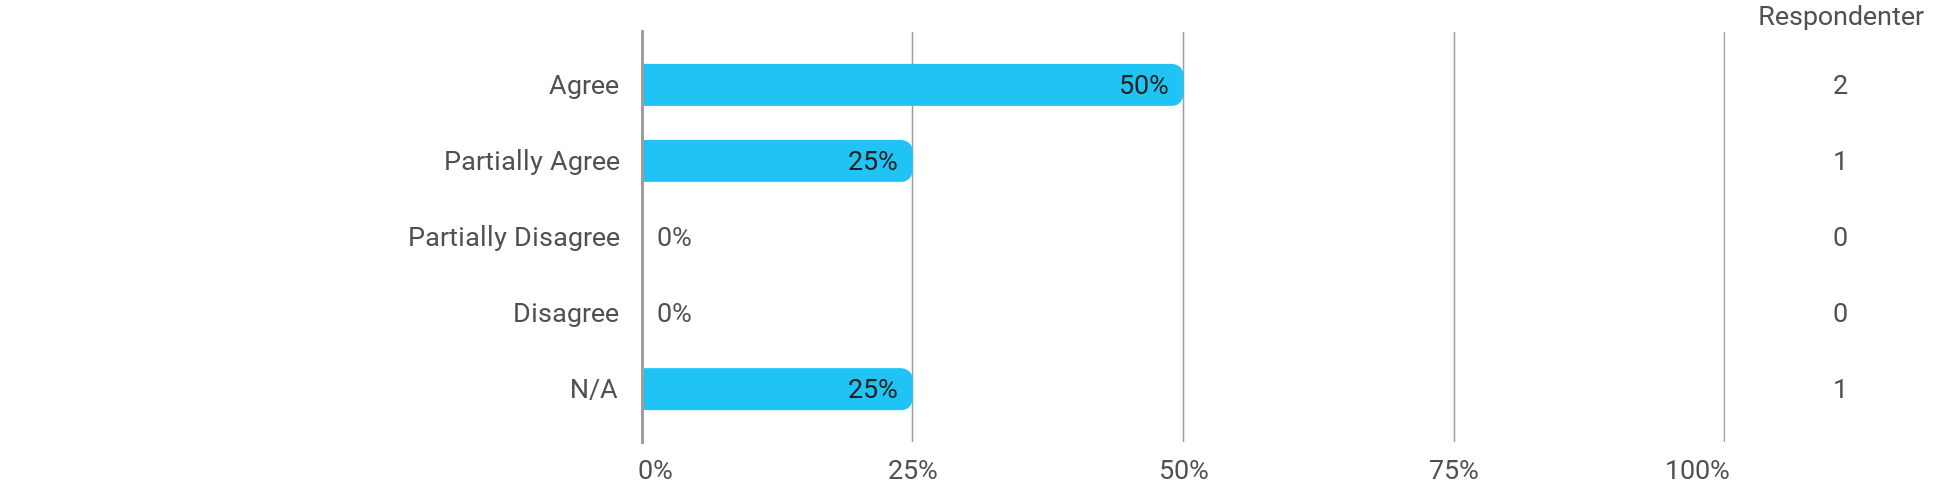 Respondenter
Agree 50% 2
Partially Agree 25% 1
Partially Disagree 0% 0
Disagree 0% 0
N/A 25% 1
0% 25% 50% 75% 100%